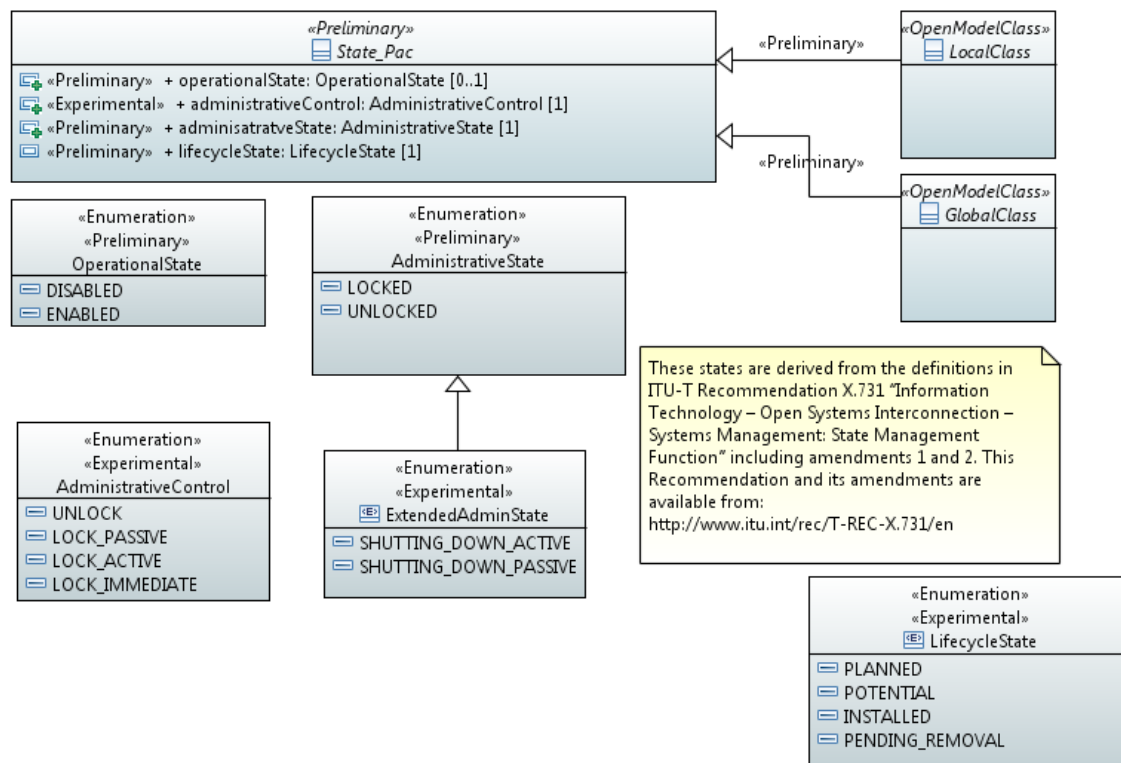 «Preliminary»
State_Pac
«Preliminary» + operationalState: OperationalState [0..1]
«Experimental» + administrativeControl: AdministrativeControl [1]
«Preliminary» + adminisatratveState: AdministrativeState [1]
«Preliminary» + lifecycleState: LifecycleState [1]
«Preliminary»
«Preliminary»
«OpenModelClass»
LocalClass
«OpenModelClass»
GlobalClass
«Enumeration»
«Preliminary»
OperationalState
DISABLED
ENABLED
«Enumeration»
«Preliminary»
AdministrativeState
LOCKED
UNLOCKED
These states are derived from the definitions in
ITU-T Recommendation X.731 “Information
Technology – Open Systems Interconnection –
Systems Management: State Management
Function” including amendments 1 and 2. This
Recommendation and its amendments are
available from:
http://www.itu.int/rec/T-REC-X.731/en
«Enumeration»
«Experimental»
AdministrativeControl
UNLOCK
LOCK_PASSIVE
LOCK_ACTIVE
LOCK_IMMEDIATE
«Enumeration»
«Experimental»
«E» ExtendedAdminState
SHUTTING_DOWN_ACTIVE
SHUTTING_DOWN_PASSIVE
«Enumeration»
«Experimental»
«E» LifecycleState
PLANNED
POTENTIAL
INSTALLED
PENDING_REMOVAL